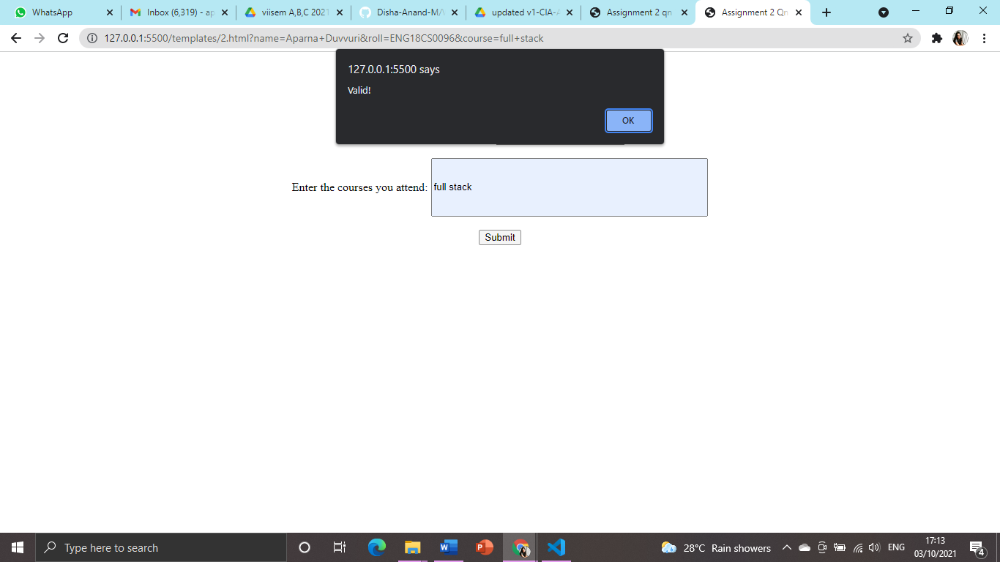 WhatsApp
Inbox (6,319) - ap
viisem A,B,C 2021
Disha-Anand-M/
updated v1-CIA-
Assignment 2 qn
Assignment 2 Qn
127.0.0.1:5500/templates/2.html?name=Aparna+Duvvuri&roll=ENG18CS0096&course=full+stack
127.0.0.1:5500 says
Valid!
OK
Enter the courses you attend: full stack
Submit
Type here to search
28°C Rain showers
ENG
17:13
03/10/2021
4